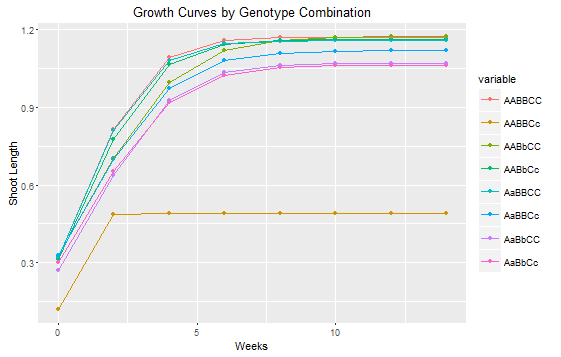 Growth Curves by Genotype Combination
1.2
0.9
0.6
0.3
Shoot Length
0
5
10
Weeks
variable
AABBCC
AABBCc
AABbCC
AABbCc
AaBBCC
AaBBCc
AaBbCC
AaBbCc